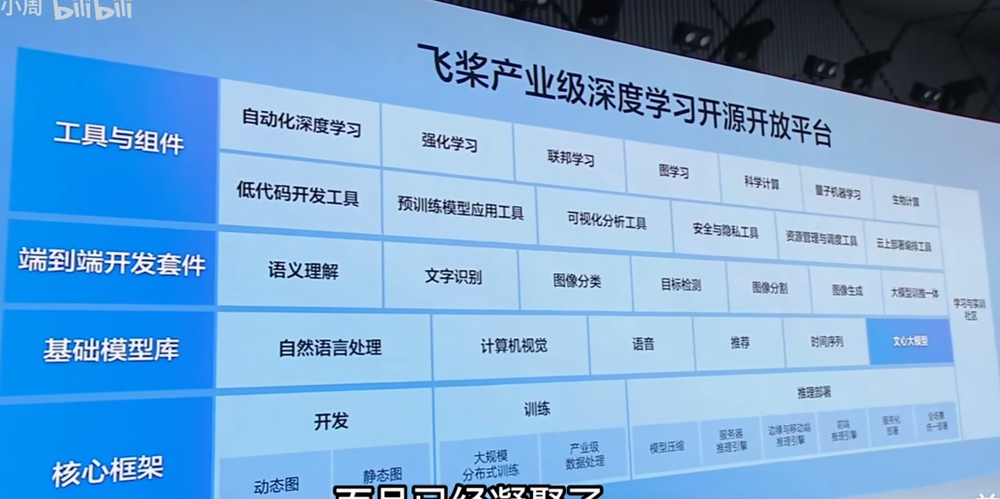 小周 bilibili
飞桨产业级深度学习开源开放平台
工具与组件
自动化深度学习
强化学习
联邦学习
图学习
科学计算
量子机器学习
生物计算
低代码开发工具
预训练模型应用工具
可视化分析工具
安全与隐私工具
资源管理与调度工具
云上部署编排工具
端到端开发套件
语义理解
文字识别
图像分类
目标检测
图像分割
图像生成
大模型训推一体
学习与实训
社区
基础模型库
自然语言处理
计算机视觉
语音
推荐
时间序列
文心大模型
核心框架
开发
动态图
静态图
训练
大规模
分布式训练
产业级
数据处理
推理部署
模型压缩
服务器
推理引擎
边缘与移动端
推理引擎
前端
推理引擎
服务化
部署
全场景
统一部署
而且已经凝聚了